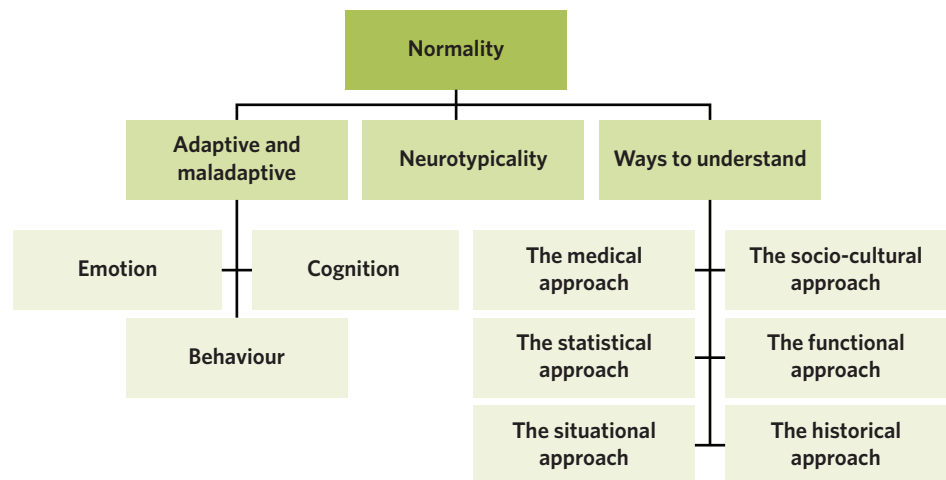 Normality
Adaptive and
maladaptive
Neurotypicality
Ways to understand
Emotion
Cognition
Behaviour
The medical
approach
The socio-cultural
approach
The statistical
approach
The functional
approach
The situational
approach
The historical
approach